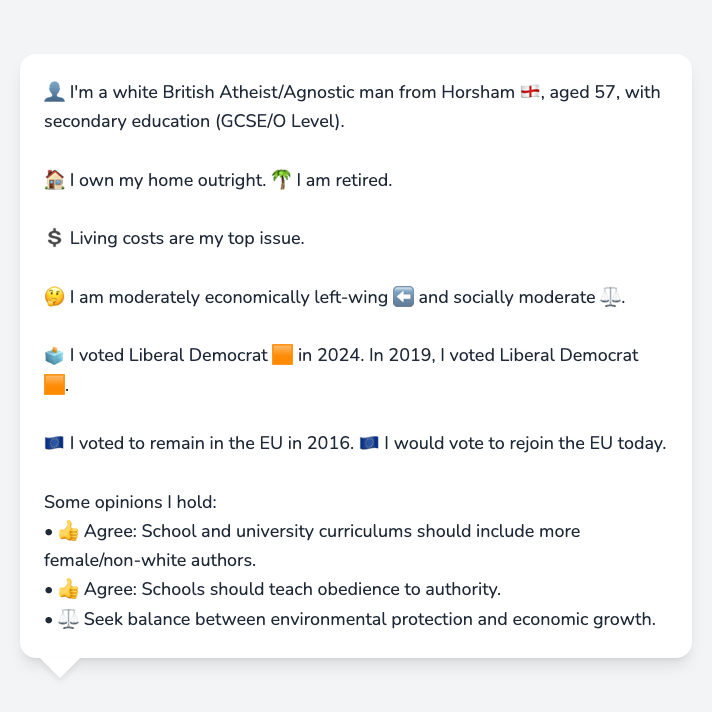 👤 I'm a white British Atheist/Agnostic man from Horsham 🏴󠁧󠁢󠁥󠁮󠁧󠁿, aged 57, with
secondary education (GCSE/O Level).
🏠 I own my home outright. 🌴 I am retired.
💲 Living costs are my top issue.
🤔 I am moderately economically left-wing ⬅️ and socially moderate ⚖️.
🗳️ I voted Liberal Democrat 🟧 in 2024. In 2019, I voted Liberal Democrat
🟧.
🇪🇺 I voted to remain in the EU in 2016. 🇪🇺 I would vote to rejoin the EU today.
Some opinions I hold:
• 👍 Agree: School and university curriculums should include more
female/non-white authors.
• 👍 Agree: Schools should teach obedience to authority.
• ⚖️ Seek balance between environmental protection and economic growth.